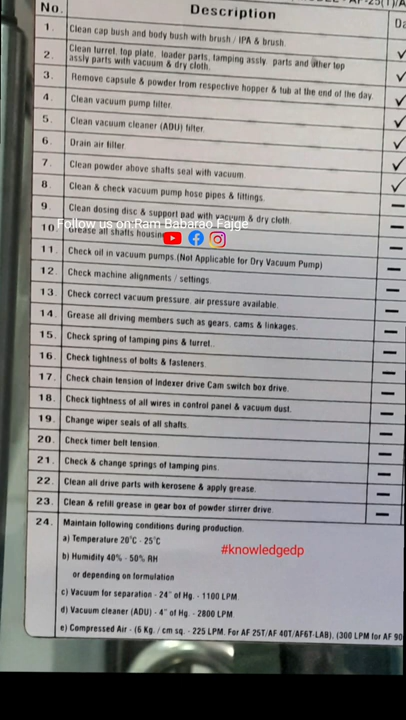 No. Description
1. Clean cap bush and body bush with brush / IPA & brush.
2. Clean turret, top plate, loader parts, tamping assly. parts and other top
assly parts with vacuum & dry cloth.
3. Remove capsule & powder from respective hopper & tub at the end of the day.
4. Clean vacuum pump filter.
5. Clean vacuum cleaner (ADU) filter.
6. Drain air filter
7. Clean powder above shafts seal with vacuum
8. Clean & check vacuum pump hose pipes & fittings.
9. Clean dosing disc & support pad with vacuum & dry cloth.
Follow us on:Ram Babarao Fajge
10. Grease all shafts housing
11. Check oil in vacuum pumps.(Not Applicable for Dry Vacuum Pump)
12. Check machine alignments / settings.
13. Check correct vacuum pressure, air pressure available.
14. Grease all driving members such as gears, cams & linkages.
15. Check spring of tamping pins & turret.
16. Check tightness of bolts & fasteners.
17. Check chain tension of Indexer drive Cam switch box drive.
18. Check tightness of all wires in control panel & vacuum dust.
19. Change wiper seals of all shafts.
20. Check timer belt tension.
21. Check & change springs of tamping pins.
22. Clean all drive parts with kerosene & apply grease.
23. Clean & refill grease in gear box of powder stirrer drive.
24. Maintain following conditions during production.
a) Temperature 20°C - 25°C
#knowledgedp
b) Humidity 40% - 50% RH
or depending on formulation
c) Vacuum for separation - 24" of Hg. - 1100 LPM.
d) Vacuum cleaner (ADU) - 4" of Hg. - 2800 LPM
e) Compressed Air - (6 Kg. / cm sq. - 225 LPM. For AF 25T/AF 40T/AF6T-LAB), (300 LPM for AF 90